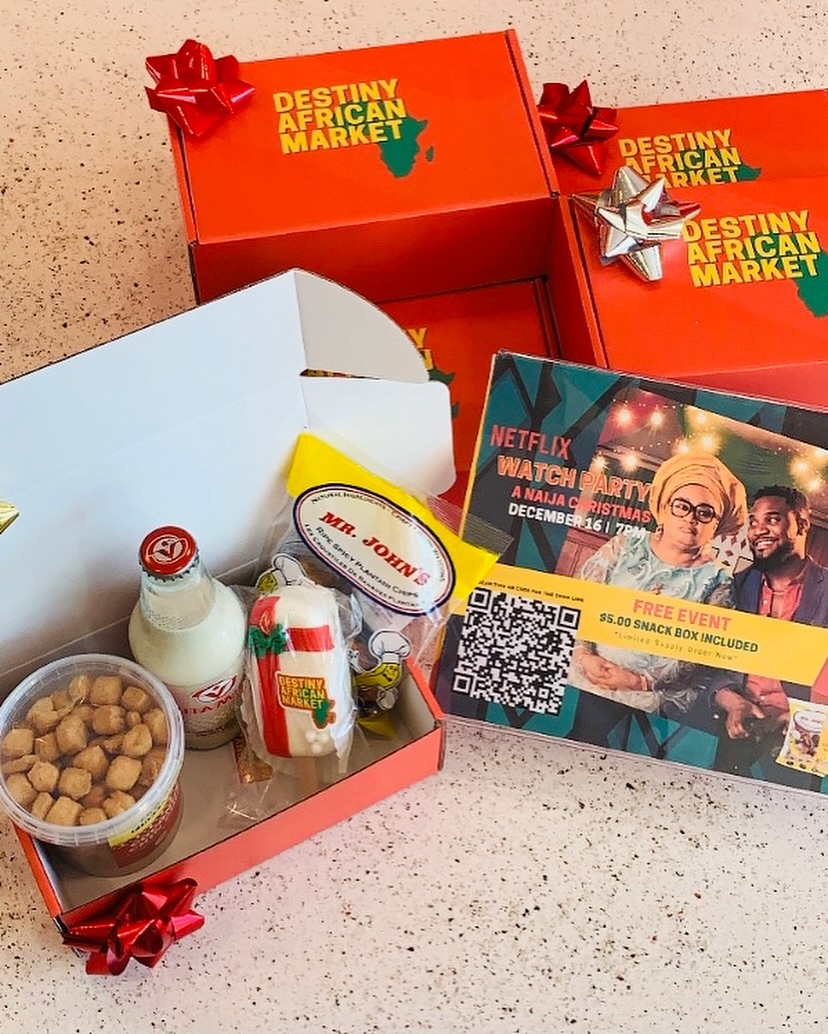 DESTINY
AFRICAN
MARKET
DESTINY
AFRICAN
MARKET
DESTINY
AFRICAN
MARKET
NETFLIX
WATCH PARTY
A NAIJA CHRISTMAS
DECEMBER 16 | 7PM
FREE EVENT
$5.00 SNACK BOX INCLUDED
"Limited Supply Order Now"
MR. JOHN'S
RIPE SPICY PLANTAIN CHIPS
DESTINY
AFRICAN
MARKET